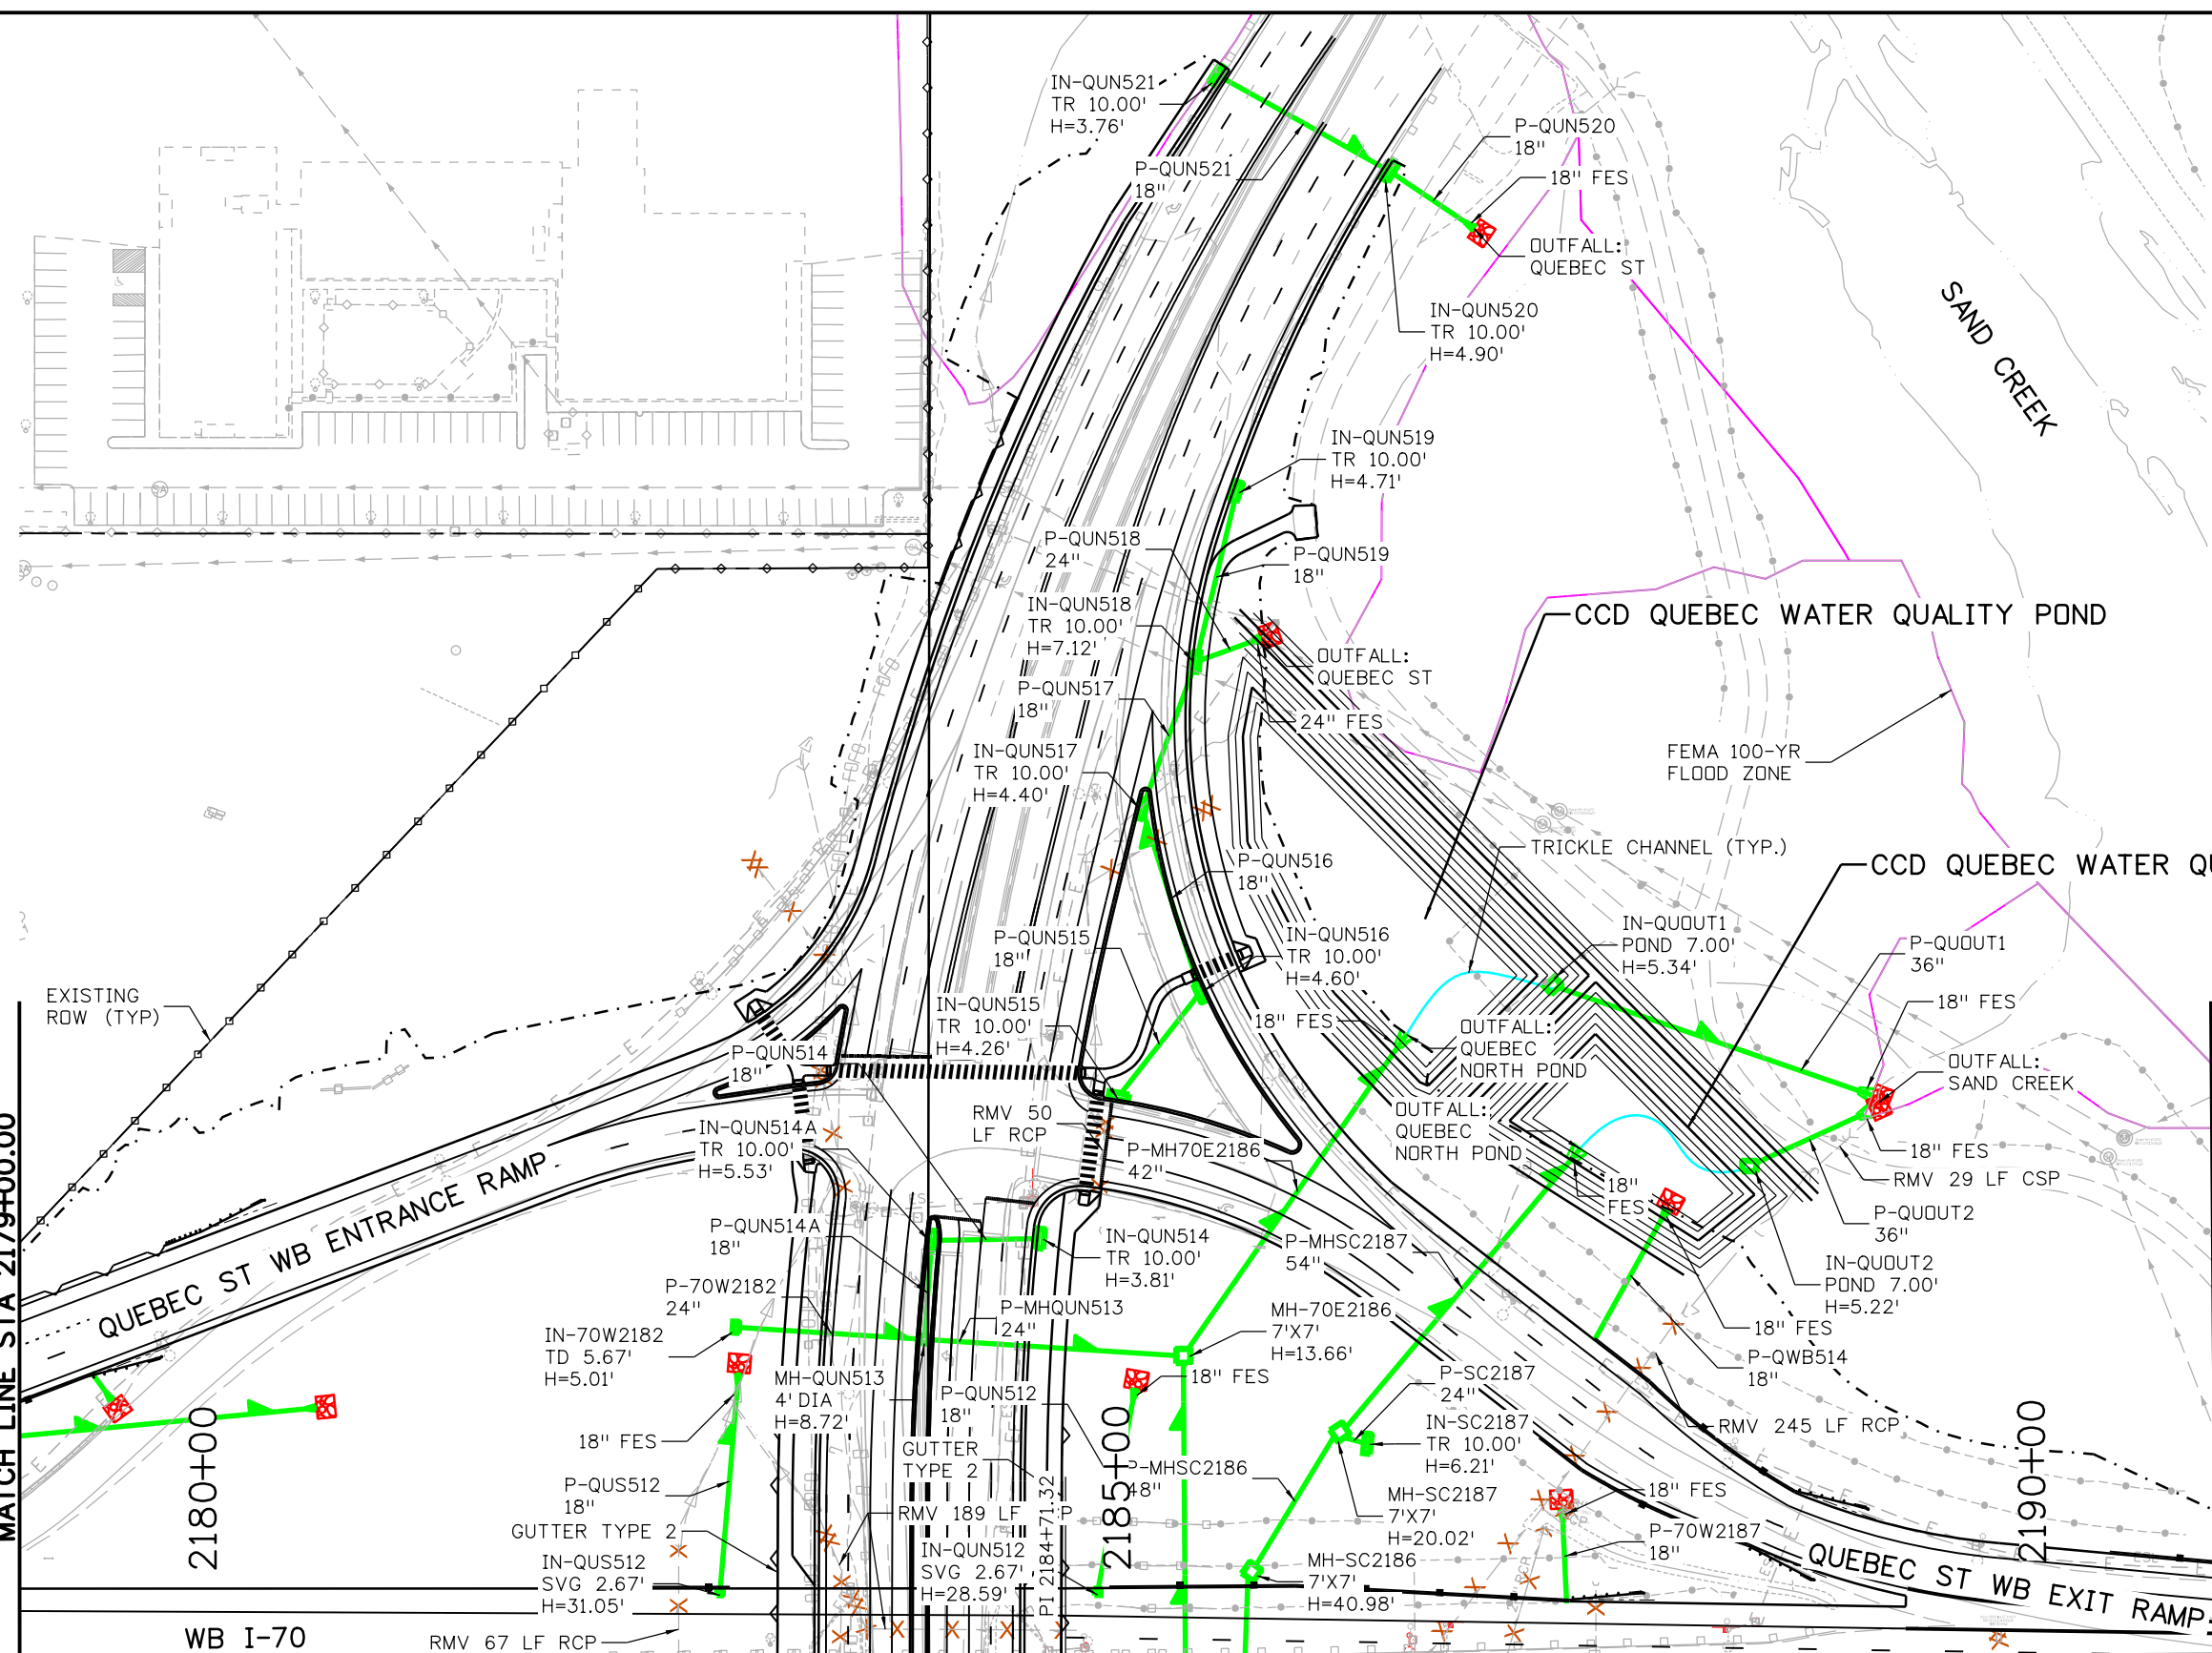 IN-QUN521
TR 10.00'
H=3.76'
P-QUN520
18"
18" FES
P-QUN521
18"
OUTFALL:
QUEBEC ST
IN-QUN520
TR 10.00'
H=4.90'
SAND CREEK
IN-QUN519
TR 10.00'
H=4.71'
P-QUN518
24"
P-QUN519
18"
IN-QUN518
TR 10.00'
H=7.12'
CCD QUEBEC WATER QUALITY POND
OUTFALL:
QUEBEC ST
P-QUN517
18"
24" FES
IN-QUN517
TR 10.00'
H=4.40'
FEMA 100-YR
FLOOD ZONE
TRICKLE CHANNEL (TYP.)
P-QUN516
18"
CCD QUEBEC WATER QU
IN-QUOUT1
POND 7.00'
H=5.34'
P-QUOUT1
36"
P-QUN515
18"
IN-QUN516
TR 10.00'
H=4.60'
EXISTING
ROW (TYP)
IN-QUN515
TR 10.00'
H=4.26'
18" FES
18" FES
OUTFALL:
QUEBEC
NORTH POND
P-QUN514
18"
OUTFALL:
SAND CREEK
RMV 50
LF RCP
OUTFALL:
QUEBEC
NORTH POND
IN-QUN514A
TR 10.00'
H=5.53'
P-MH70E2186
42"
18" FES
RMV 29 LF CSP
18"
FES
QUEBEC ST WB ENTRANCE RAMP
P-QUOUT2
36"
P-QUN514A
18"
IN-QUN514
TR 10.00'
H=3.81'
P-MHSC2187
54"
IN-QUOUT2
POND 7.00'
H=5.22'
P-70W2182
24"
P-MHQUN513
24"
MH-70E2186
7'X7'
H=13.66'
18" FES
IN-70W2182
TD 5.67'
H=5.01'
P-QWB514
18"
MH-QUN513
4' DIA
H=8.72'
18" FES
P-QUN512
18"
P-SC2187
24"
IN-SC2187
TR 10.00'
H=6.21'
RMV 245 LF RCP
MATCH LINE STA 2179+00.00
2180+00
18" FES
GUTTER
TYPE 2
2185+00
P-MHSC2186
48"
2190+00
P-QUS512
18"
MH-SC2187
7'X7'
H=20.02'
18" FES
GUTTER TYPE 2
RMV 189 LF
P
PI 2184+71.32
P-70W2187
18"
IN-QUS512
SVG 2.67'
H=31.05'
IN-QUN512
SVG 2.67'
H=28.59'
MH-SC2186
7'X7'
H=40.98'
QUEBEC ST WB EXIT RAMP
WB I-70
RMV 67 LF RCP